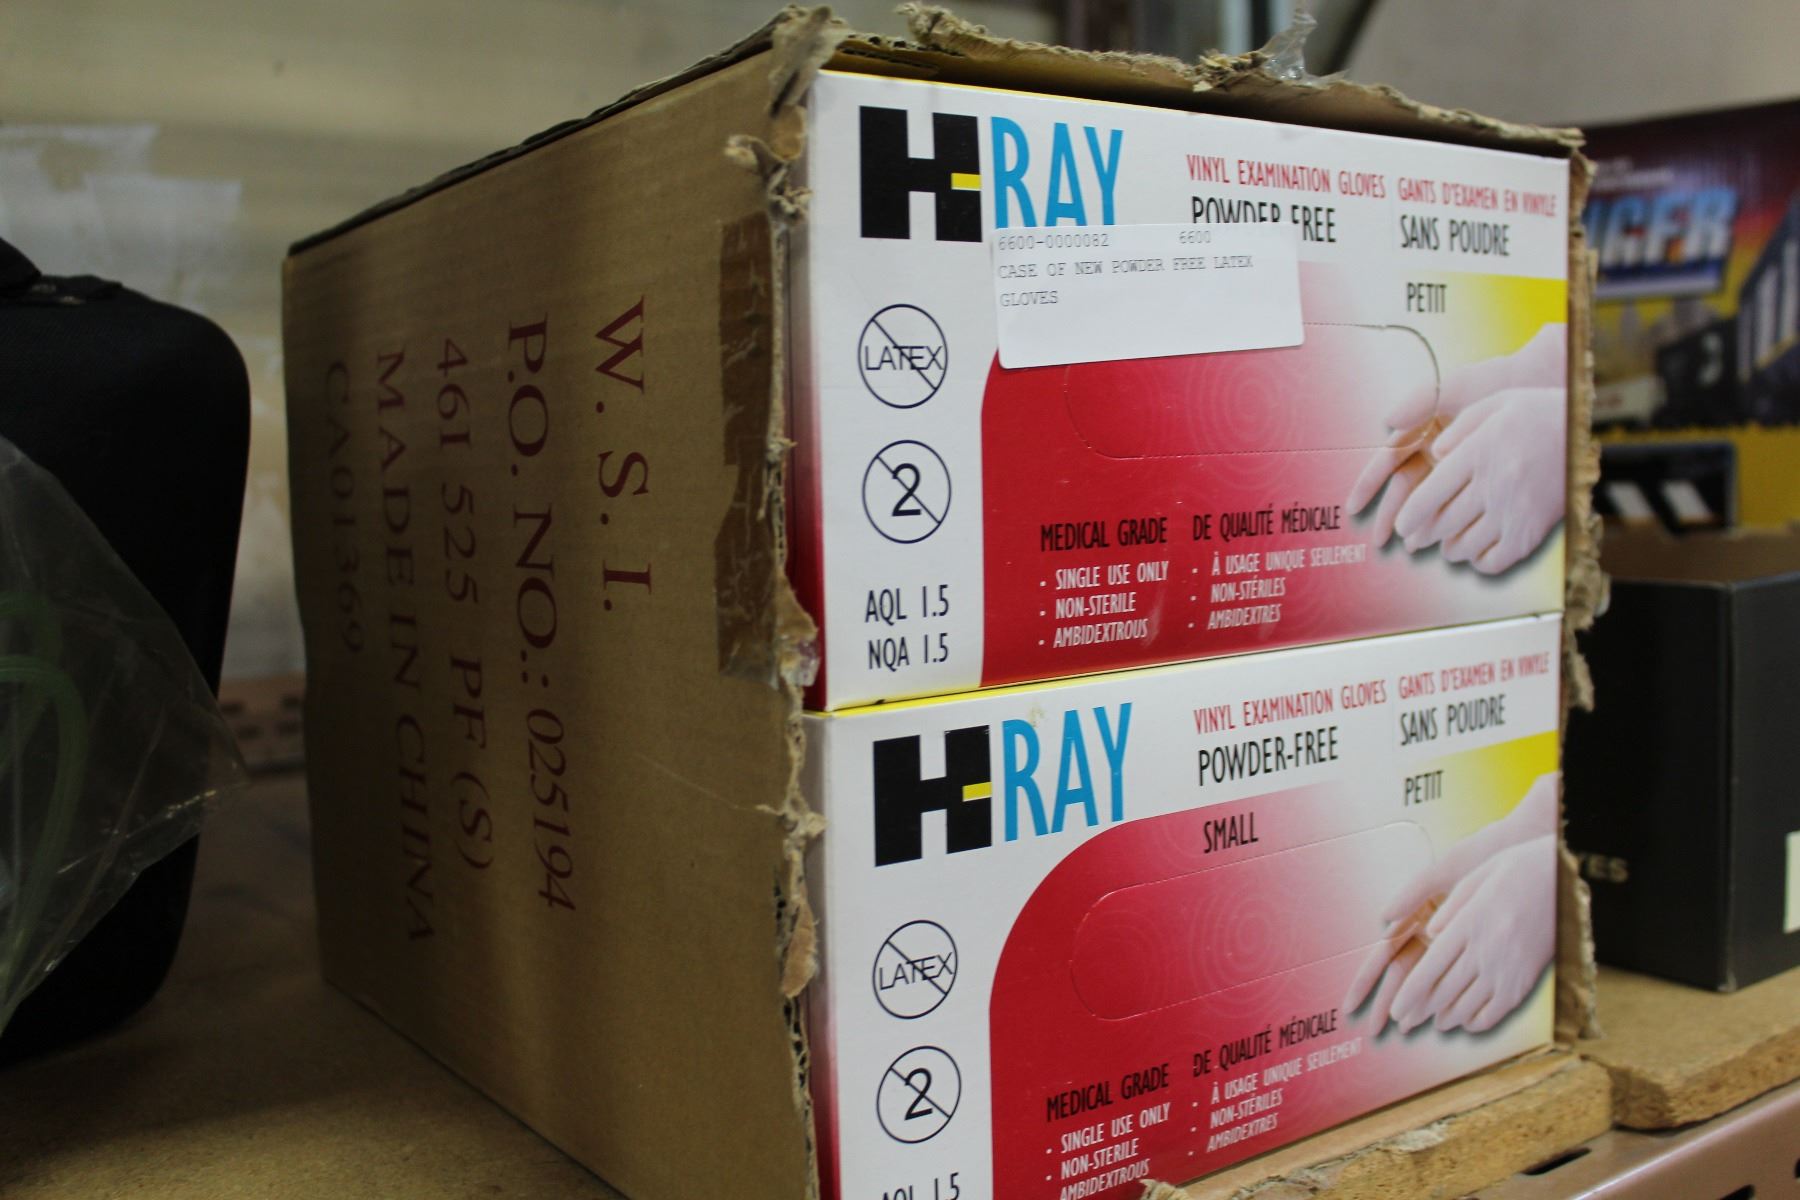 W. S. I.
P.O. NO.: 025194
461 525 PF (S)
MADE IN CHINA
CA01369
H-RAY
VINYL EXAMINATION GLOVES
POWDER FREE
GANTS D'EXAMEN EN VINYLE
SANS POUDRE
PETIT
6600-0000082 6600
CASE OF NEW POWDER FREE LATEX
GLOVES
LATEX
2
AQL 1.5
NQA 1.5
MEDICAL GRADE
• SINGLE USE ONLY
• NON-STERILE
• AMBIDEXTROUS
DE QUALITÉ MÉDICALE
• À USAGE UNIQUE SEULEMENT
• NON-STÉRILES
• AMBIDEXTRES
H-RAY
VINYL EXAMINATION GLOVES
POWDER-FREE
SMALL
GANTS D'EXAMEN EN VINYLE
SANS POUDRE
PETIT
LATEX
2
AQL 1.5
MEDICAL GRADE
• SINGLE USE ONLY
• NON-STERILE
• AMBIDEXTROUS
DE QUALITÉ MÉDICALE
• À USAGE UNIQUE SEULEMENT
• NON-STÉRILES
• AMBIDEXTRES